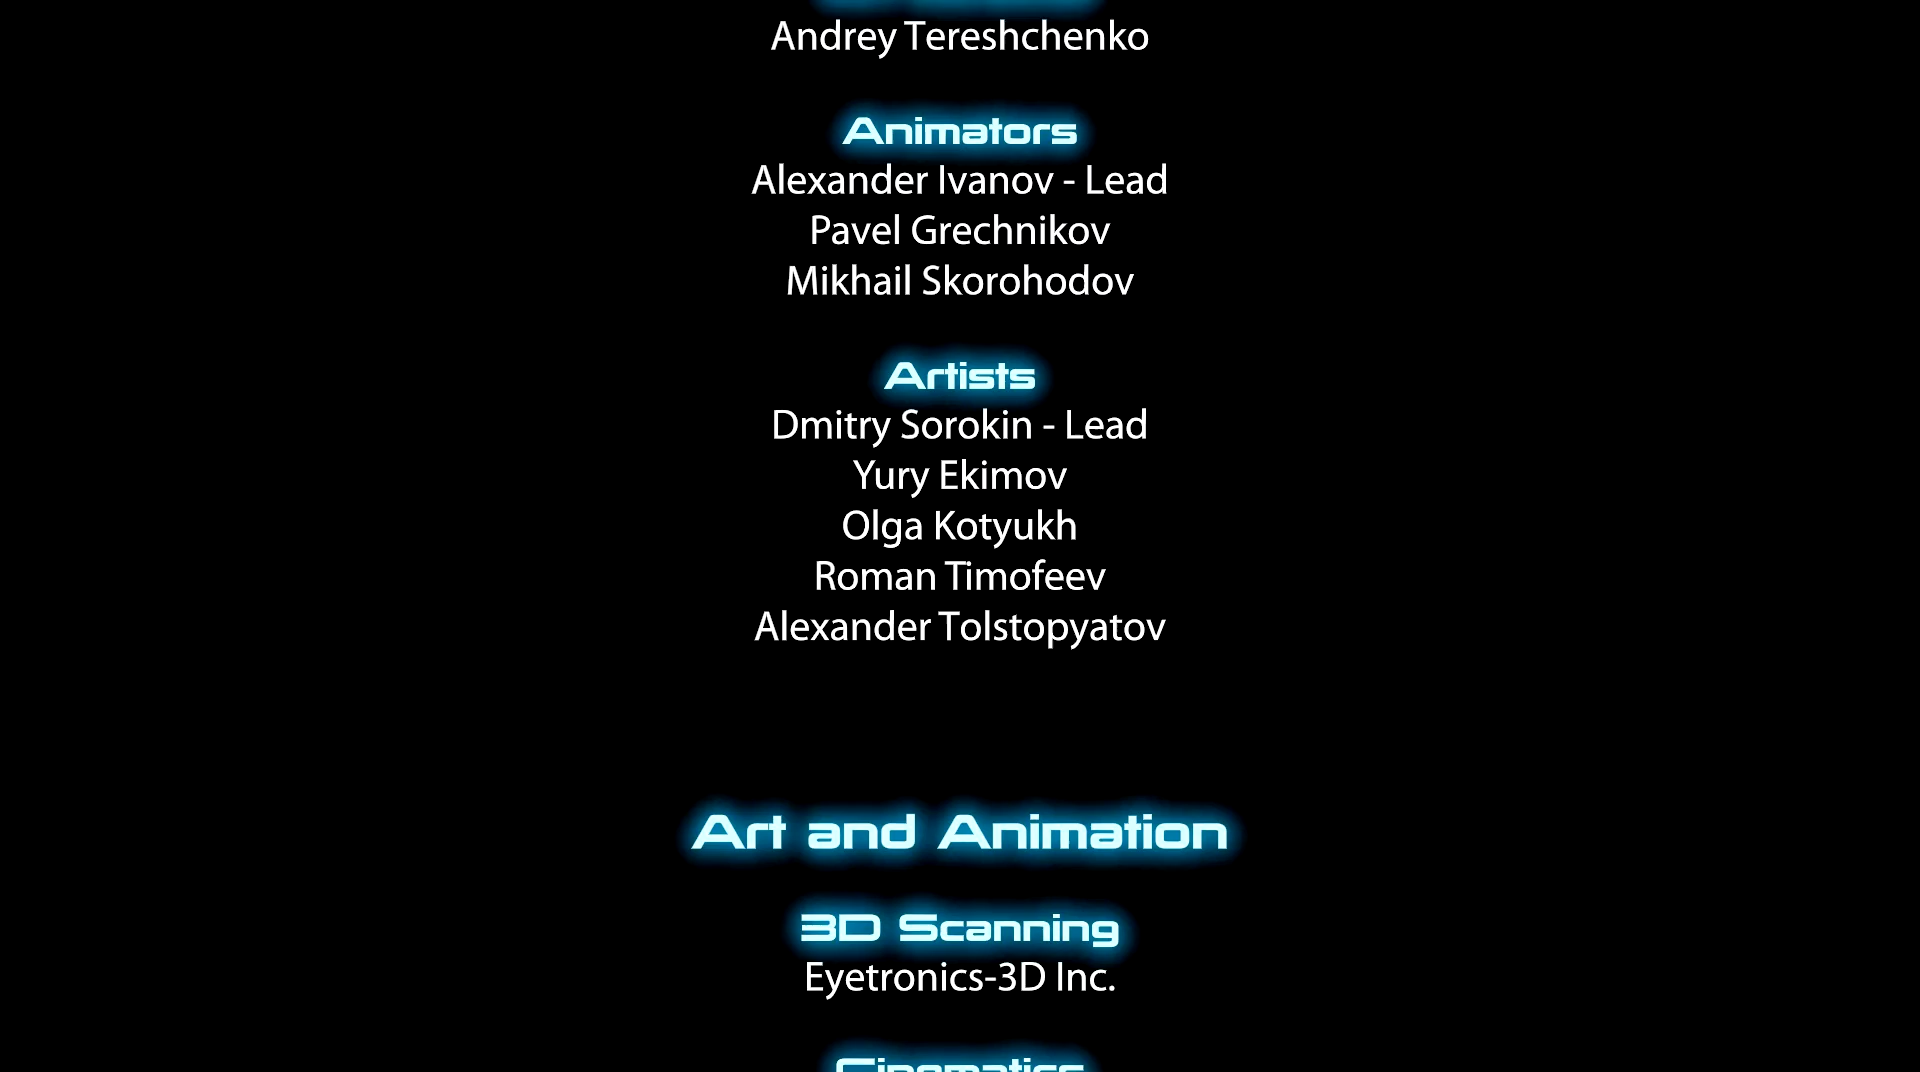 Andrey Tereshchenko
Animators
Alexander Ivanov - Lead
Pavel Grechnikov
Mikhail Skorohodov
Artists
Dmitry Sorokin - Lead
Yury Ekimov
Olga Kotyukh
Roman Timofeev
Alexander Tolstopyatov
Art and Animation
3D Scanning
Eyetronics-3D Inc.
Cinematics